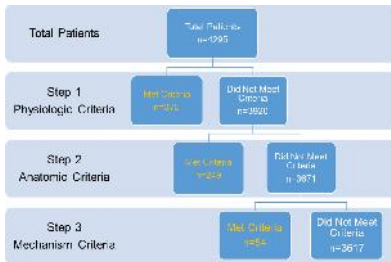 Total Patients
Total Patients
n=4295
Step 1
Physiologic Criteria
Met Criteria
n=375
Did Not Meet
Criteria
n=3920
Step 2
Anatomic Criteria
Met Criteria
n=249
Did Not Meet
Criteria
n=3671
Step 3
Mechanism Criteria
Met Criteria
n=54
Did Not Meet
Criteria
n=3617